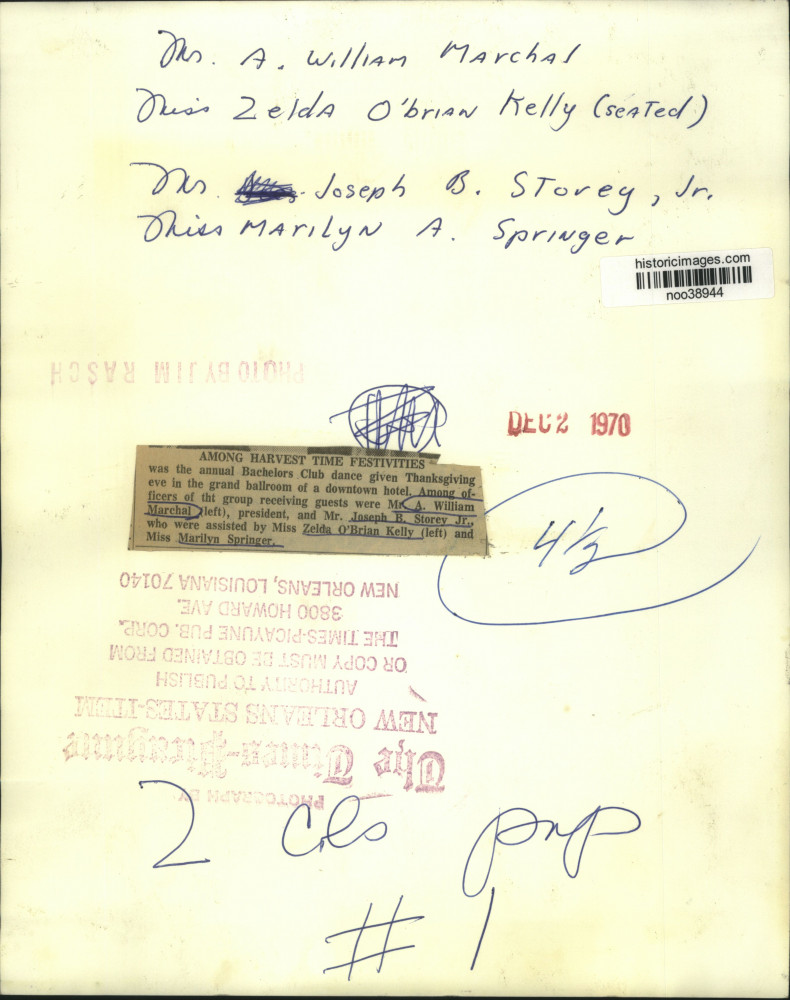 Mr. A. William Marchal
Miss Zelda O'brian Kelly (seated)
Mr. Joseph B. Storey, Jr.
Miss Marilyn A. Springer
historicimages.com
noo38944
PHOTO BY JIM RASCH
DEC 2 1970
AMONG HARVEST TIME FESTIVITIES
was the annual Bachelors Club dance given Thanksgiving
eve in the grand ballroom of a downtown hotel. Among of-
ficers of tht group receiving guests were Mr. A. William
Marchal (left), president, and Mr. Joseph B. Storey Jr.,
who were assisted by Miss Zelda O'Brian Kelly (left) and
Miss Marilyn Springer.
4 1/2
PHOTOGRAPH BY
The Times-Picayune
NEW ORLEANS STATES-ITEM
AUTHORITY TO PUBLISH
OR COPY MUST BE OBTAINED FROM
THE TIMES-PICAYUNE PUB. CORP.
3800 HOWARD AVE.
NEW ORLEANS, LOUISIANA 70140
2 cols
# 1